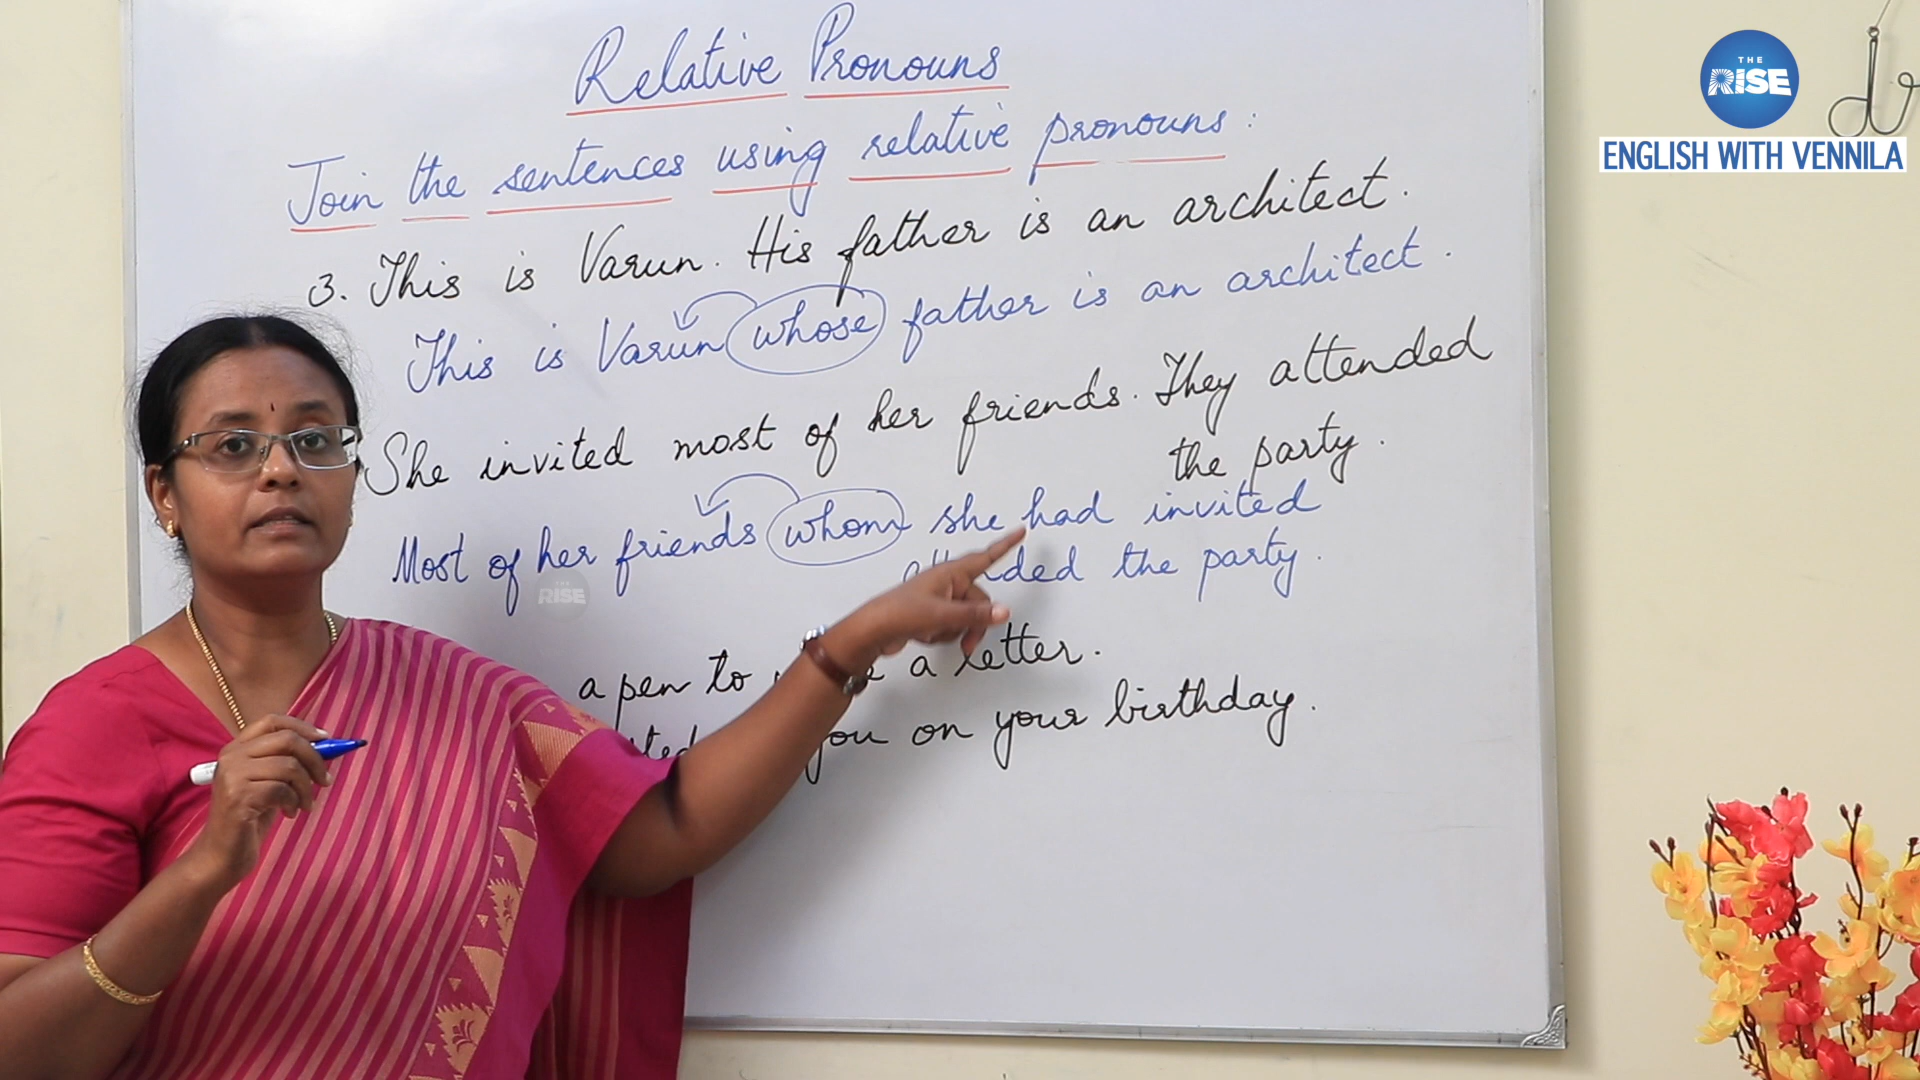 THE
RISE
ENGLISH WITH VENNILA
Relative Pronouns
Join the sentences using relative pronouns:
3. This is Varun. His father is an architect.
This is Varun whose father is an architect.
She invited most of her friends. They attended
the party.
Most of her friends whom she had invited
the party.
THE
RISE
a pen to a letter.
you on your birthday.